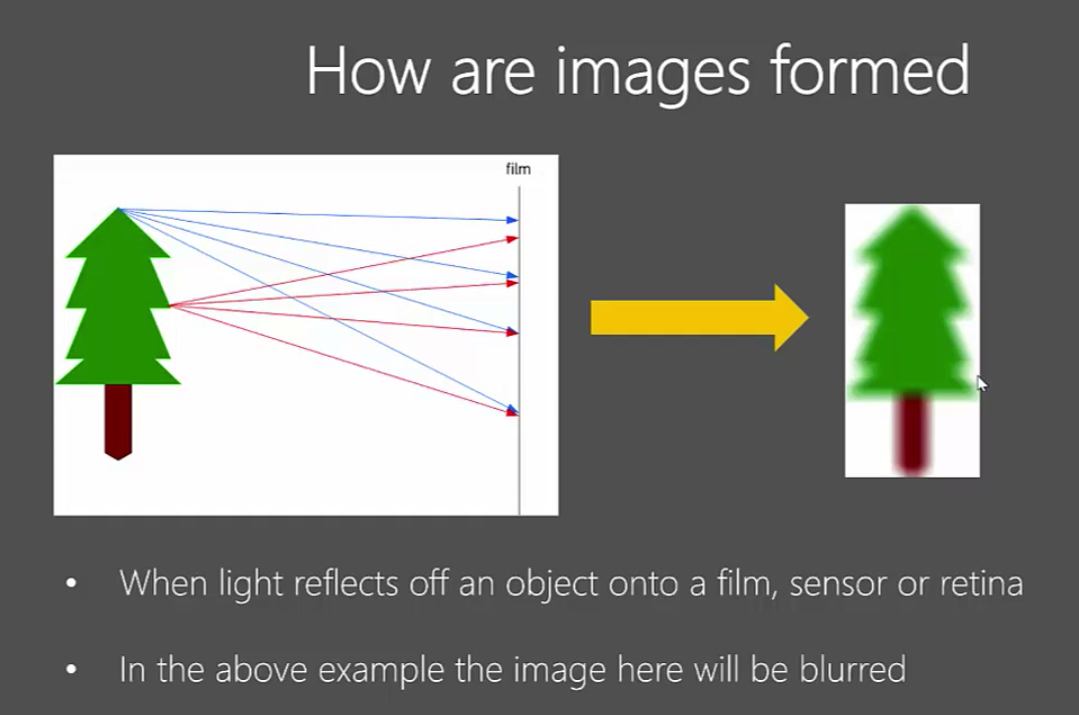 How are images formed
film
• When light reflects off an object onto a film, sensor or retina
• In the above example the image here will be blurred